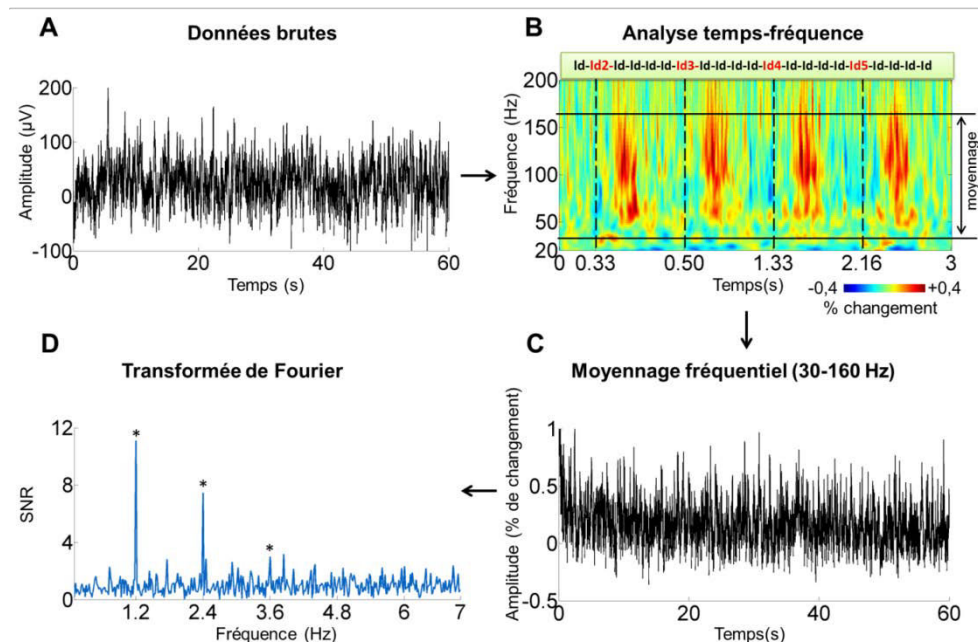 A
Données brutes
Amplitude (µV)
200
100
0
-100
0
20
40
60
Temps (s)
B
Analyse temps-fréquence
Id-Id2-Id-Id-Id-Id-Id3-Id-Id-Id-Id-Id4-Id-Id-Id-Id-Id5-Id-Id-Id-Id
Fréquence (Hz)
200
150
100
50
20
moyennage
0 0.33 0.50 1.33 2.16 3
Temps(s)
-0,4 +0,4
% changement
D
Transformée de Fourier
SNR
12
8
4
0
* * *
1.2 2.4 3.6 4.8 6 7
Fréquence (Hz)
C
Moyennage fréquentiel (30-160 Hz)
Amplitude (% de changement)
1
0.5
0
-0.5
0 20 40 60
Temps(s)